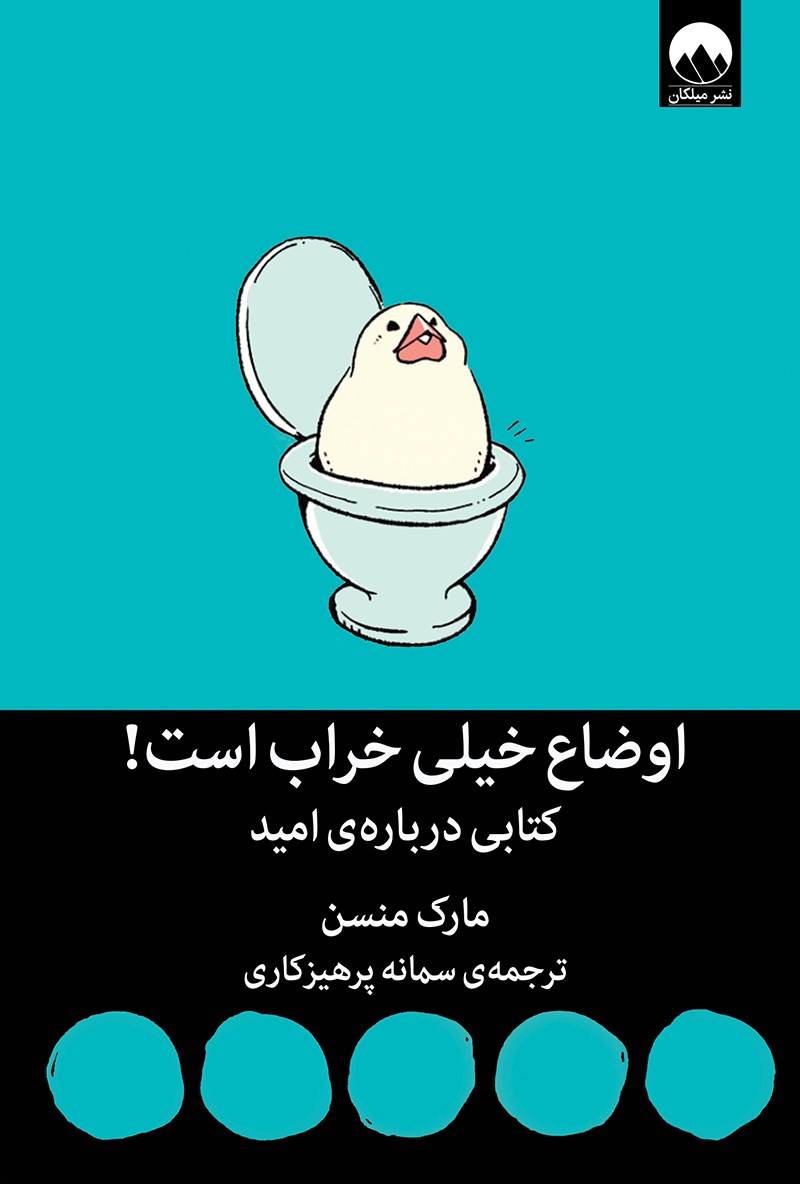 نشر میلکان
اوضاع خیلی خراب است!
کتابی درباره‌ی امید
مارک منسن
ترجمه‌ی سمانه پرهیزکاری